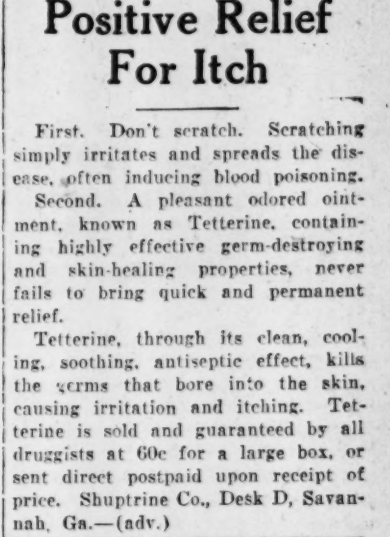 Positive Relief
For Itch
First. Don't scratch. Scratching
simply irritates and spreads the dis-
ease, often inducing blood poisoning.
Second. A pleasant odored oint-
ment, known as Tetterine, contain-
ing highly effective germ-destroying
and skin-healing properties, never
fails to bring quick and permanent
relief.
Tetterine, through its clean, cool-
ing, soothing, antiseptic effect, kills
the germs that bore into the skin,
causing irritation and itching. Tet-
terine is sold and guaranteed by all
druggists at 60c for a large box, or
sent direct postpaid upon receipt of
price. Shuptrine Co., Desk D, Savan-
nah, Ga.—(adv.)